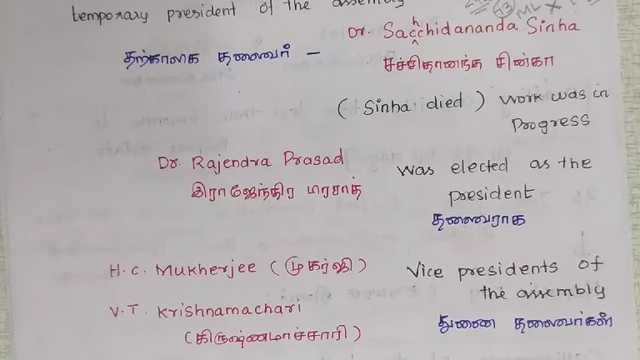 temporary president of the assembly
Dr. Sachchidananda Sinha
தற்காலிக தலைவர் –
சச்சிதானந்த சின்கா
( Sinha died ) work was in
Progress
Dr. Rajendra Prasad was elected as the
இராஜேந்திர பிரசாத் president
தலைவராக
H.C. Mukherjee ( முகர்ஜி ) Vice presidents of
the assembly
V.T. Krishnamachari
(கிருஷ்ணமாச்சாரி) துணை தலைவர்கள்